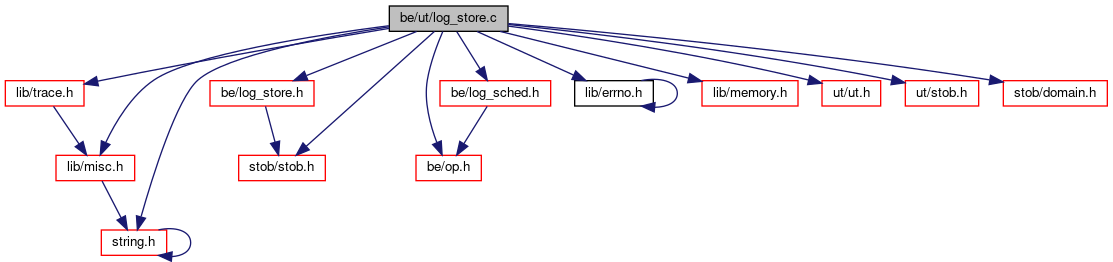 be/ut/log_store.c
lib/trace.h
be/log_store.h
be/log_sched.h
lib/errno.h
lib/memory.h
ut/ut.h
ut/stob.h
stob/domain.h
lib/misc.h
stob/stob.h
be/op.h
string.h